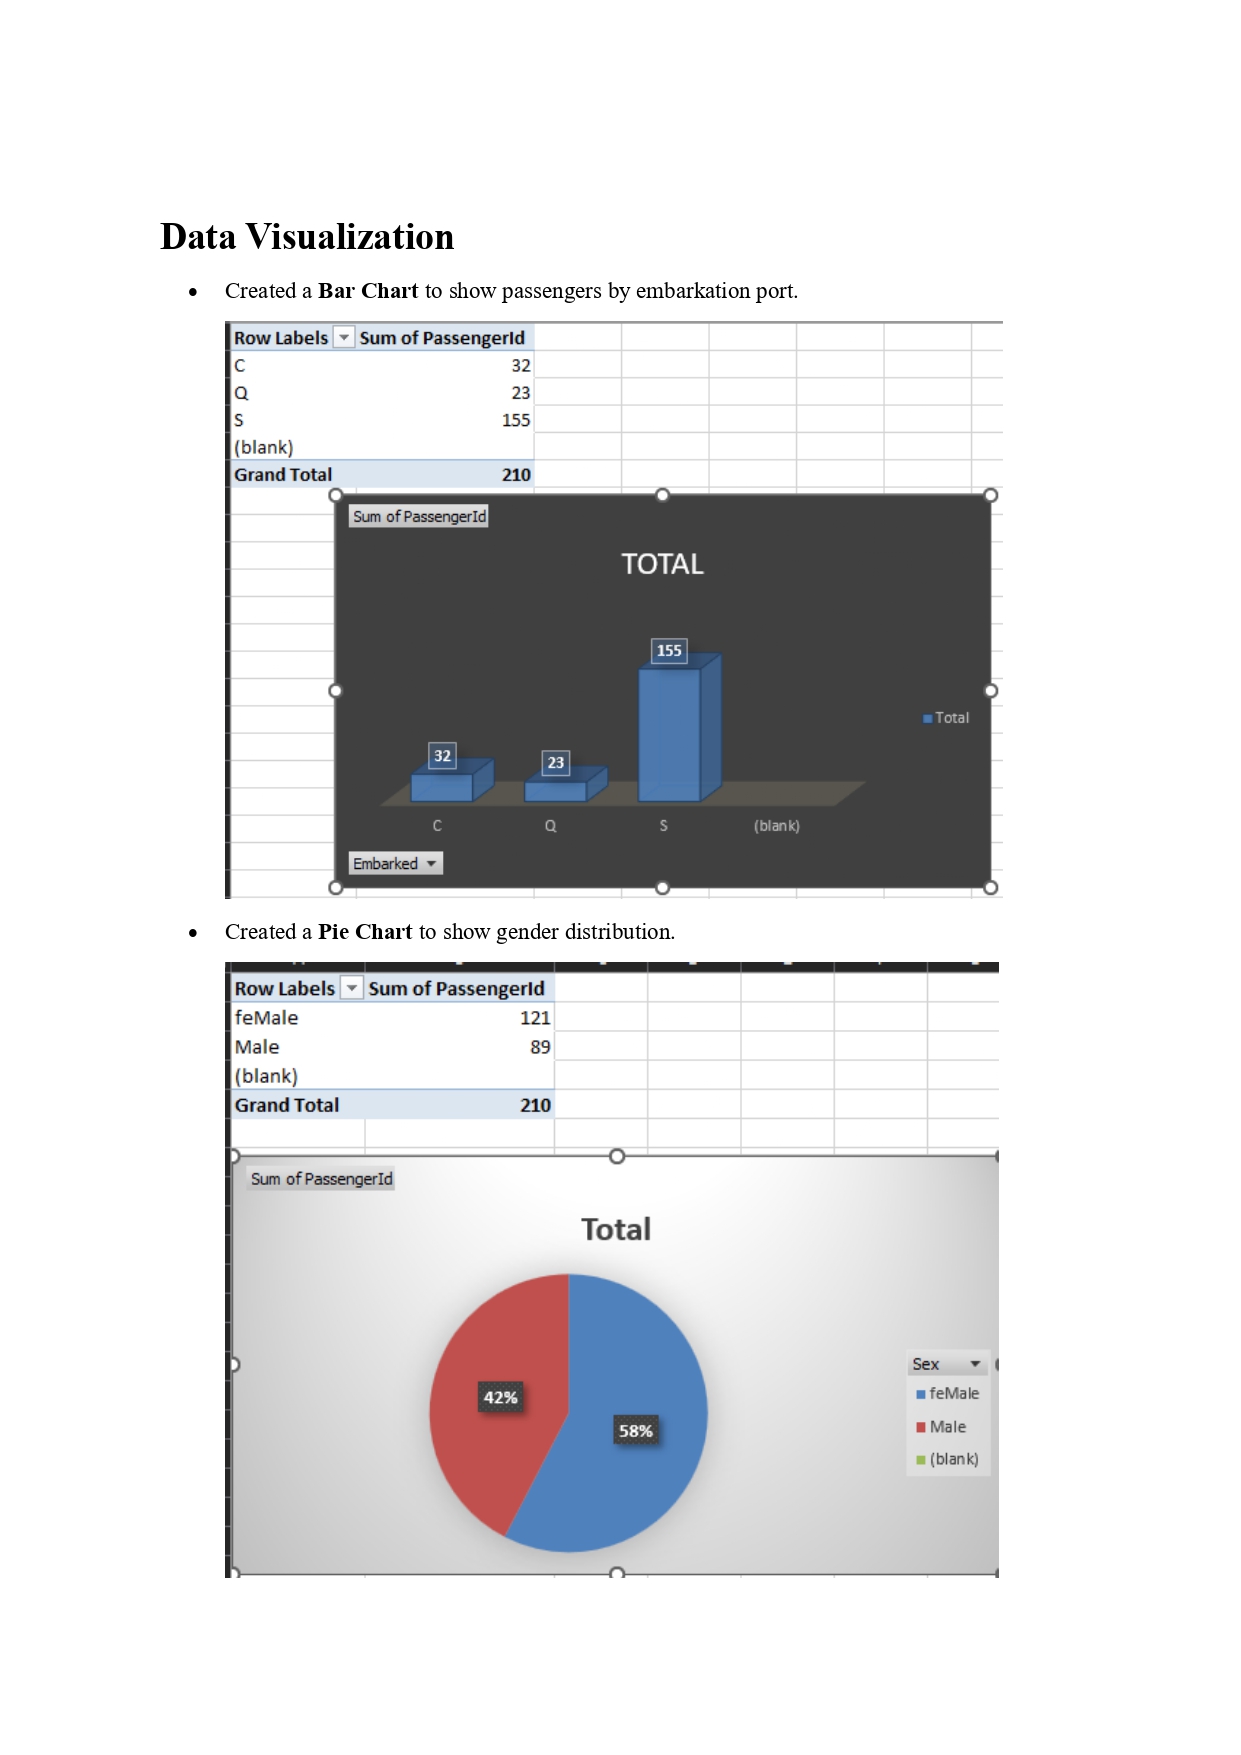 Data Visualization
• Created a Bar Chart to show passengers by embarkation port.
Row Labels Sum of PassengerId
C 32
Q 23
S 155
(blank)
Grand Total 210
Sum of PassengerId
TOTAL
155
Total
32
23
C Q S (blank)
Embarked
• Created a Pie Chart to show gender distribution.
Row Labels Sum of PassengerId
feMale 121
Male 89
(blank)
Grand Total 210
Sum of PassengerId
Total
Sex
feMale
42%
Male
58%
(blank)